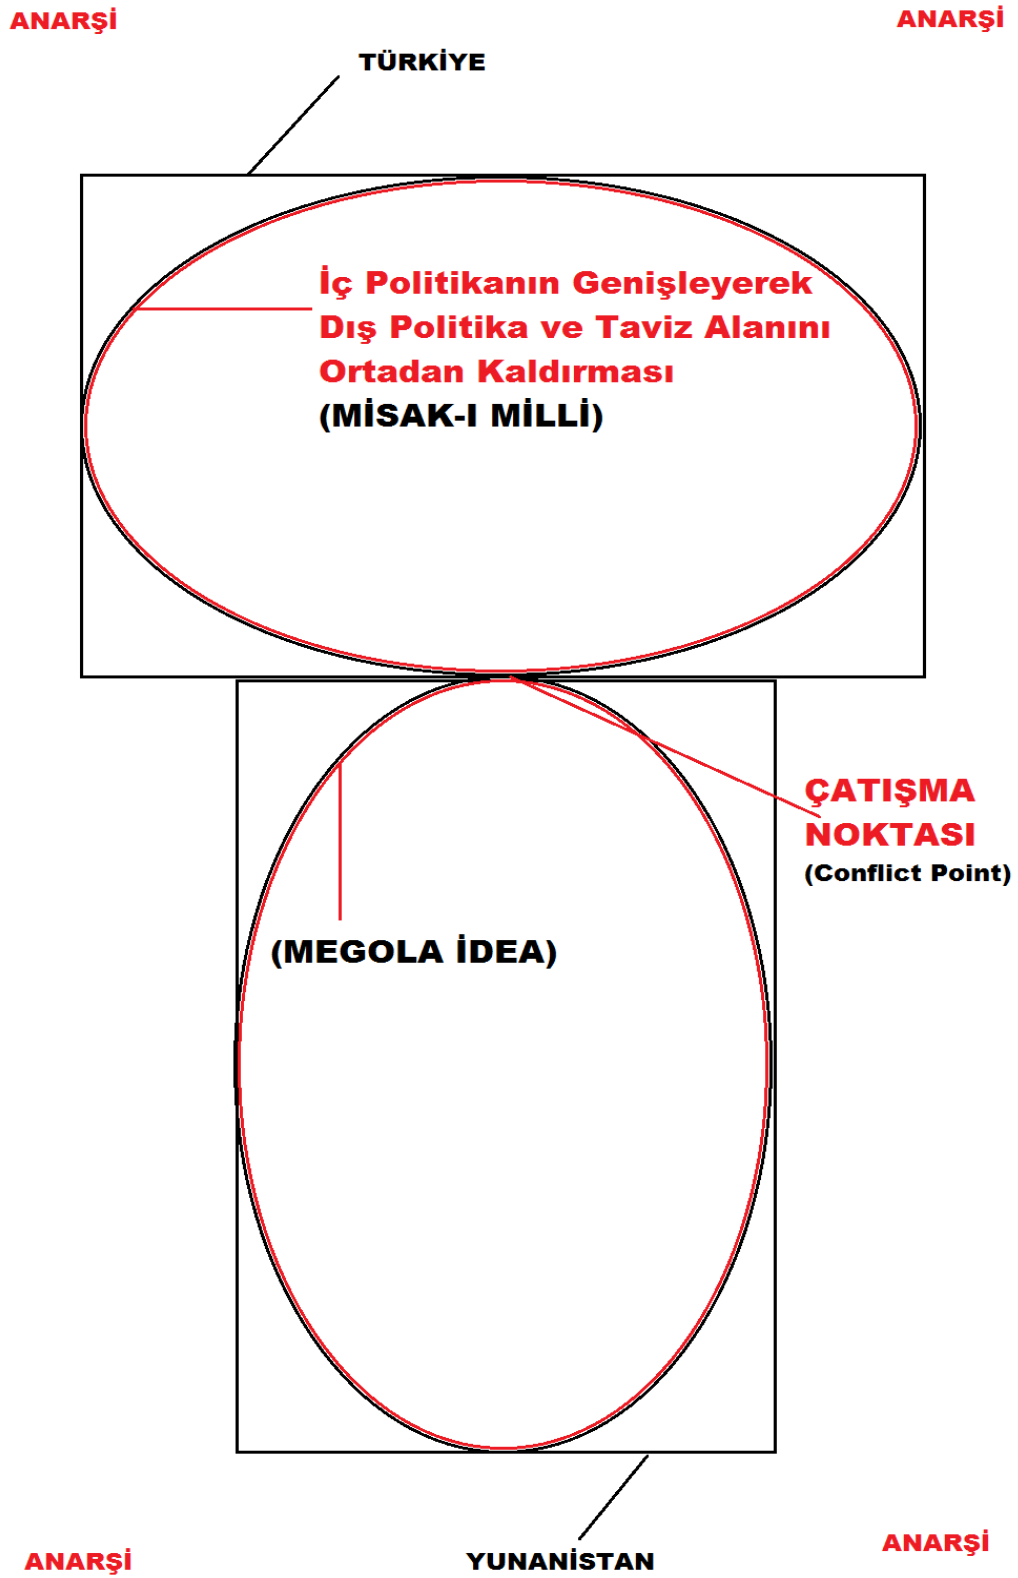 ANARŞİ
ANARŞİ
TÜRKİYE
İç Politikanın Genişleyerek
Dış Politika ve Taviz Alanını
Ortadan Kaldırması
(MİSAK-I MİLLİ)
ÇATIŞMA
NOKTASI
(Conflict Point)
(MEGOLA İDEA)
ANARŞİ
YUNANİSTAN
ANARŞİ